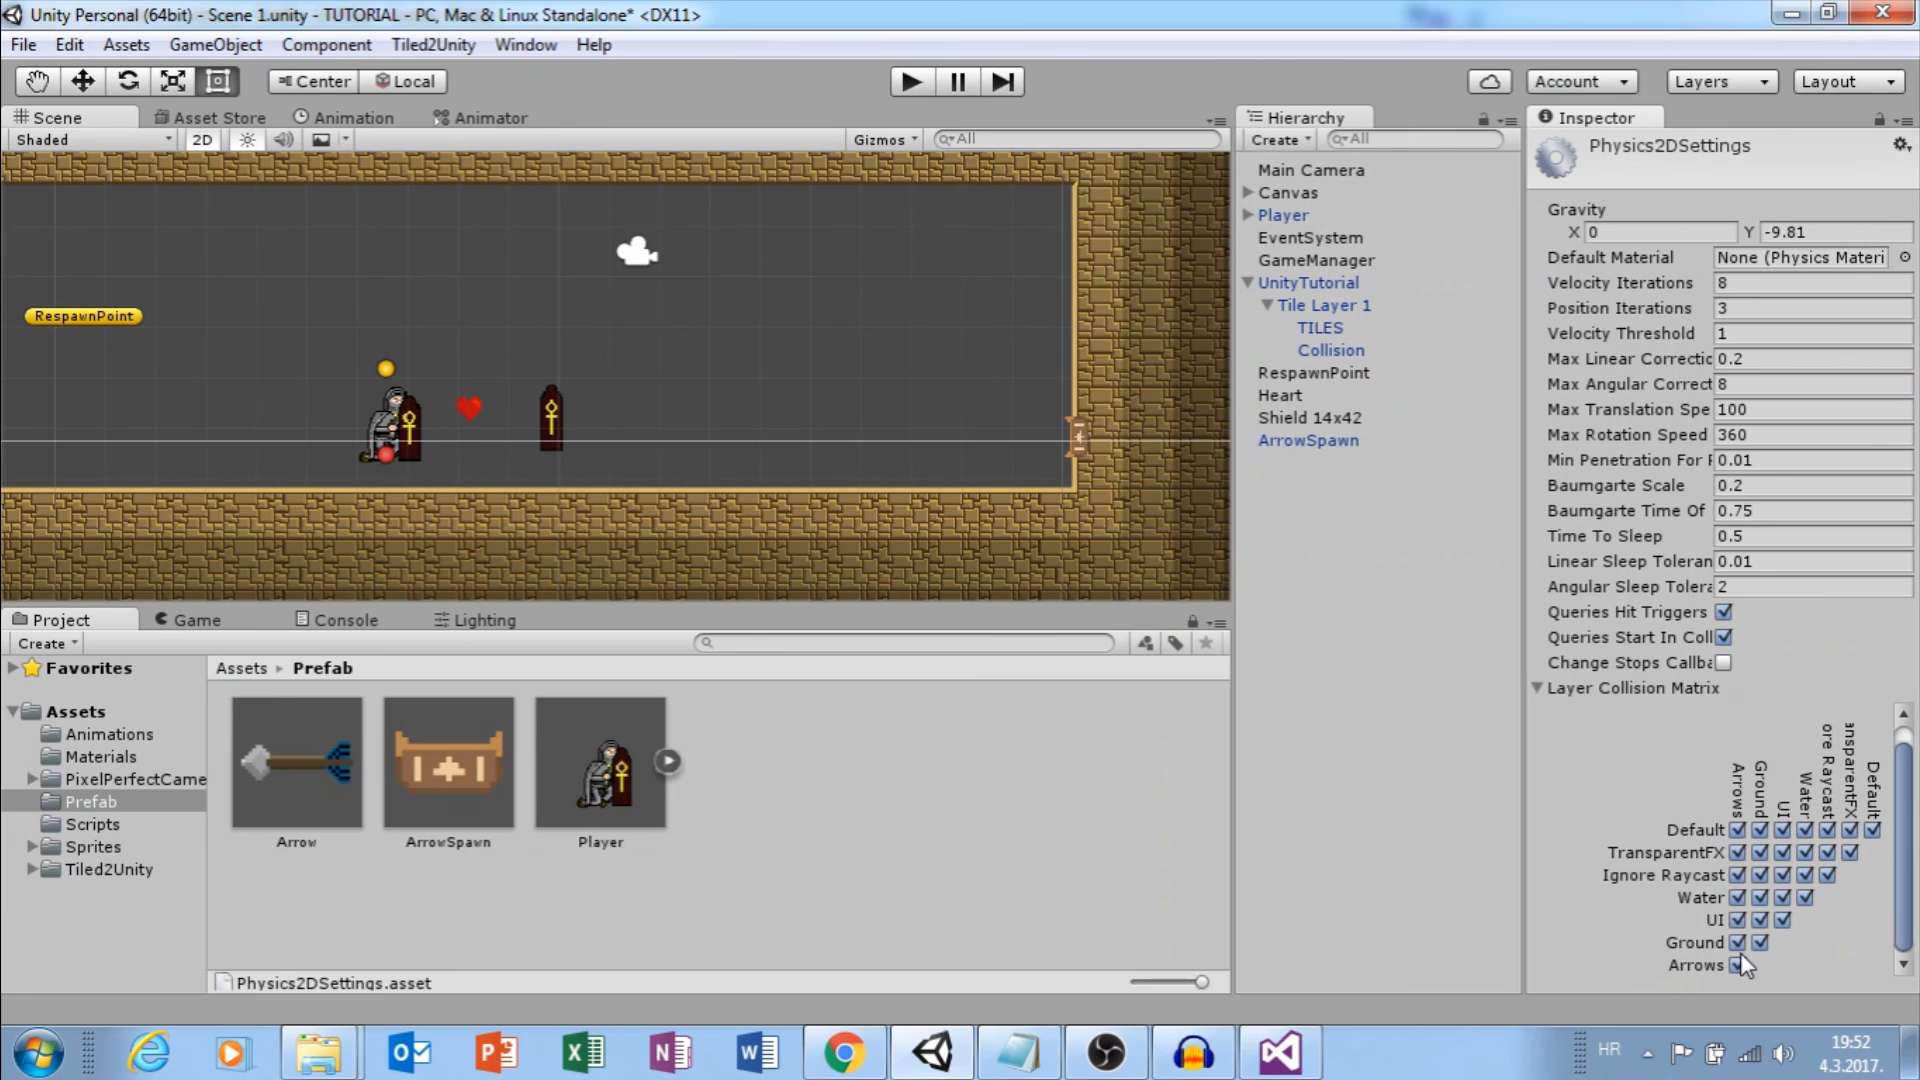 Unity Personal (64bit) - Scene 1.unity - TUTORIAL - PC, Mac & Linux Standalone* <DX11>
File Edit Assets GameObject Component Tiled2Unity Window Help
Center Local Account Layers Layout
Scene Asset Store Animation Animator
Shaded 2D Gizmos All
RespawnPoint
Hierarchy
Create All
Main Camera
Canvas
Player
EventSystem
GameManager
UnityTutorial
Tile Layer 1
TILES
Collision
RespawnPoint
Heart
Shield 14x42
ArrowSpawn
Inspector
Physics2DSettings
Gravity
X 0 Y -9.81
Default Material None (Physics Materi
Velocity Iterations 8
Position Iterations 3
Velocity Threshold 1
Max Linear Correctic 0.2
Max Angular Correct 8
Max Translation Spe 100
Max Rotation Speed 360
Min Penetration For F 0.01
Baumgarte Scale 0.2
Baumgarte Time Of 0.75
Time To Sleep 0.5
Linear Sleep Toleran 0.01
Angular Sleep Tolera 2
Queries Hit Triggers
Queries Start In Coll
Change Stops Callba
Layer Collision Matrix
Arrows Ground UI Water ore Raycast nsparentFX Default
Default
TransparentFX
Ignore Raycast
Water
UI
Ground
Arrows
Project Game Console Lighting
Create
Favorites
Assets
Animations
Materials
PixelPerfectCame
Prefab
Scripts
Sprites
Tiled2Unity
Assets Prefab
Arrow ArrowSpawn Player
Physics2DSettings.asset
HR
19:52
4.3.2017.